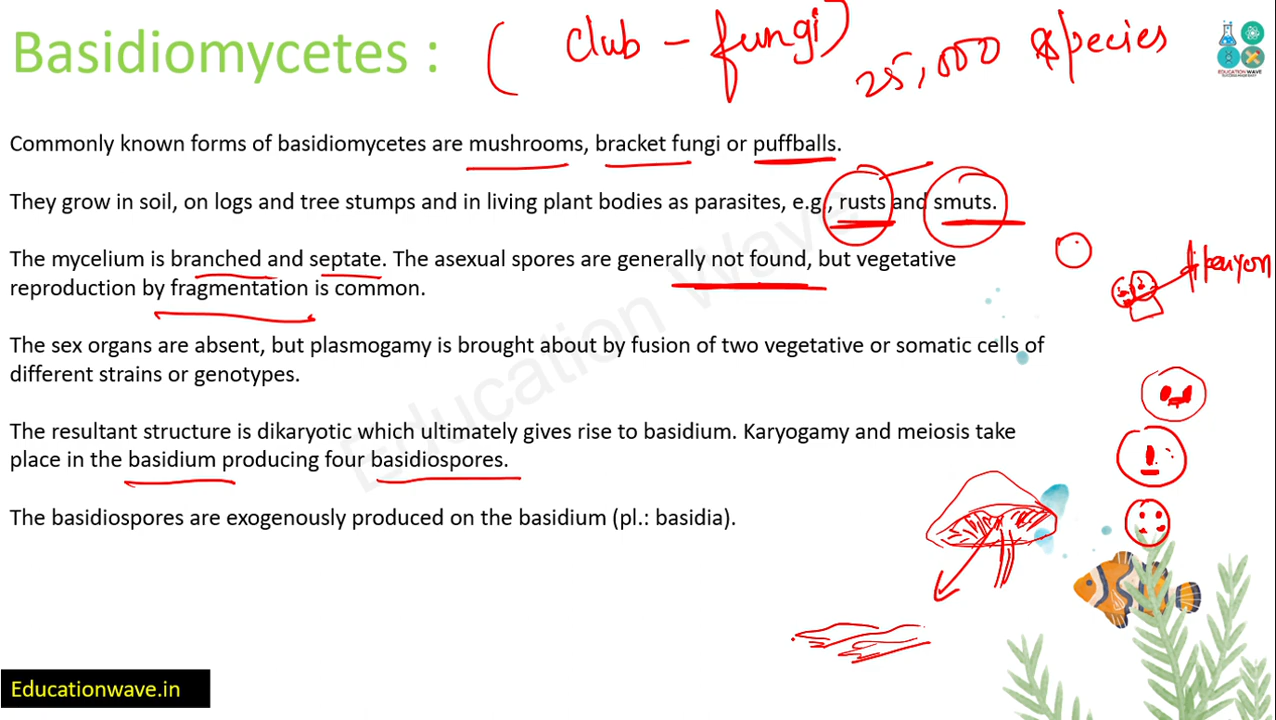 Basidiomycetes : ( club - fungi) 25,000 species
EDUCATION WAVE
Commonly known forms of basidiomycetes are mushrooms, bracket fungi or puffballs.
They grow in soil, on logs and tree stumps and in living plant bodies as parasites, e.g., rusts and smuts.
The mycelium is branched and septate. The asexual spores are generally not found, but vegetative
reproduction by fragmentation is common.
The sex organs are absent, but plasmogamy is brought about by fusion of two vegetative or somatic cells of
different strains or genotypes.
The resultant structure is dikaryotic which ultimately gives rise to basidium. Karyogamy and meiosis take
place in the basidium producing four basidiospores.
The basidiospores are exogenously produced on the basidium (pl.: basidia).
Education Wave
Educationwave.in